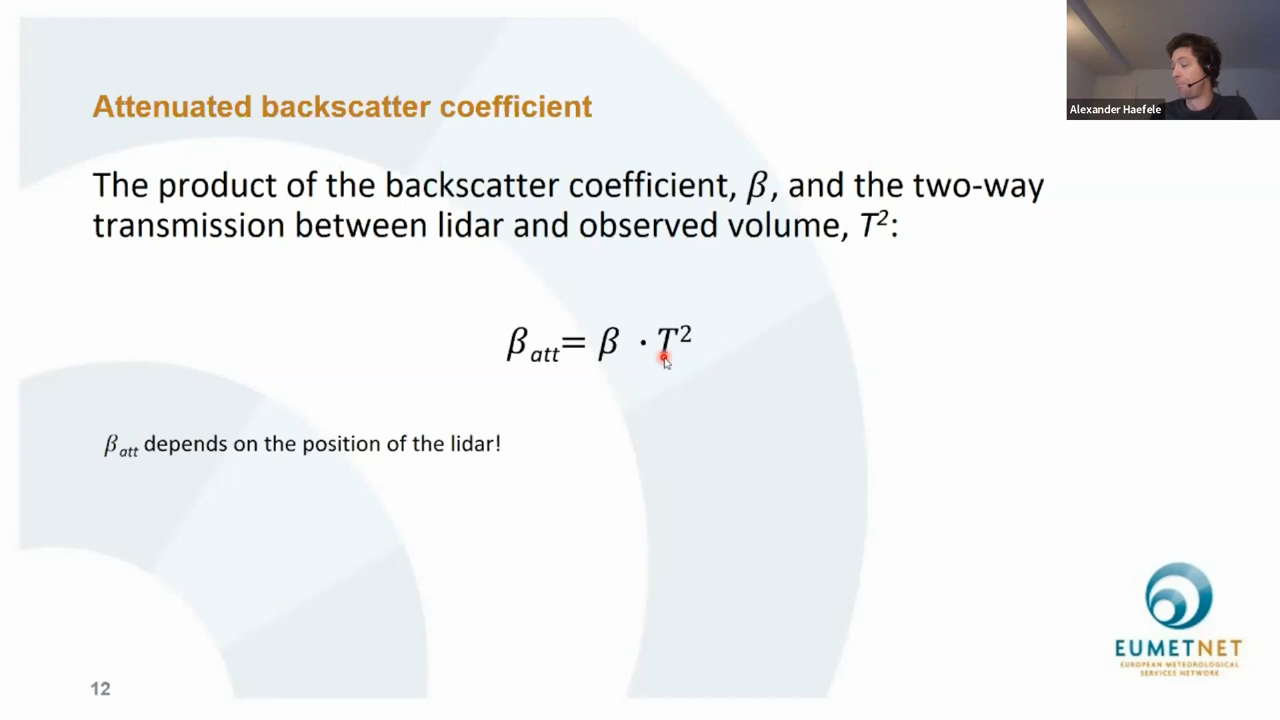 Alexander Haefele
Attenuated backscatter coefficient
The product of the backscatter coefficient, β, and the two-way
transmission between lidar and observed volume, T²:
β_att = β · T²
β_att depends on the position of the lidar!
EUMETNET
EUROPEAN METEOROLOGICAL
SERVICES NETWORK
12